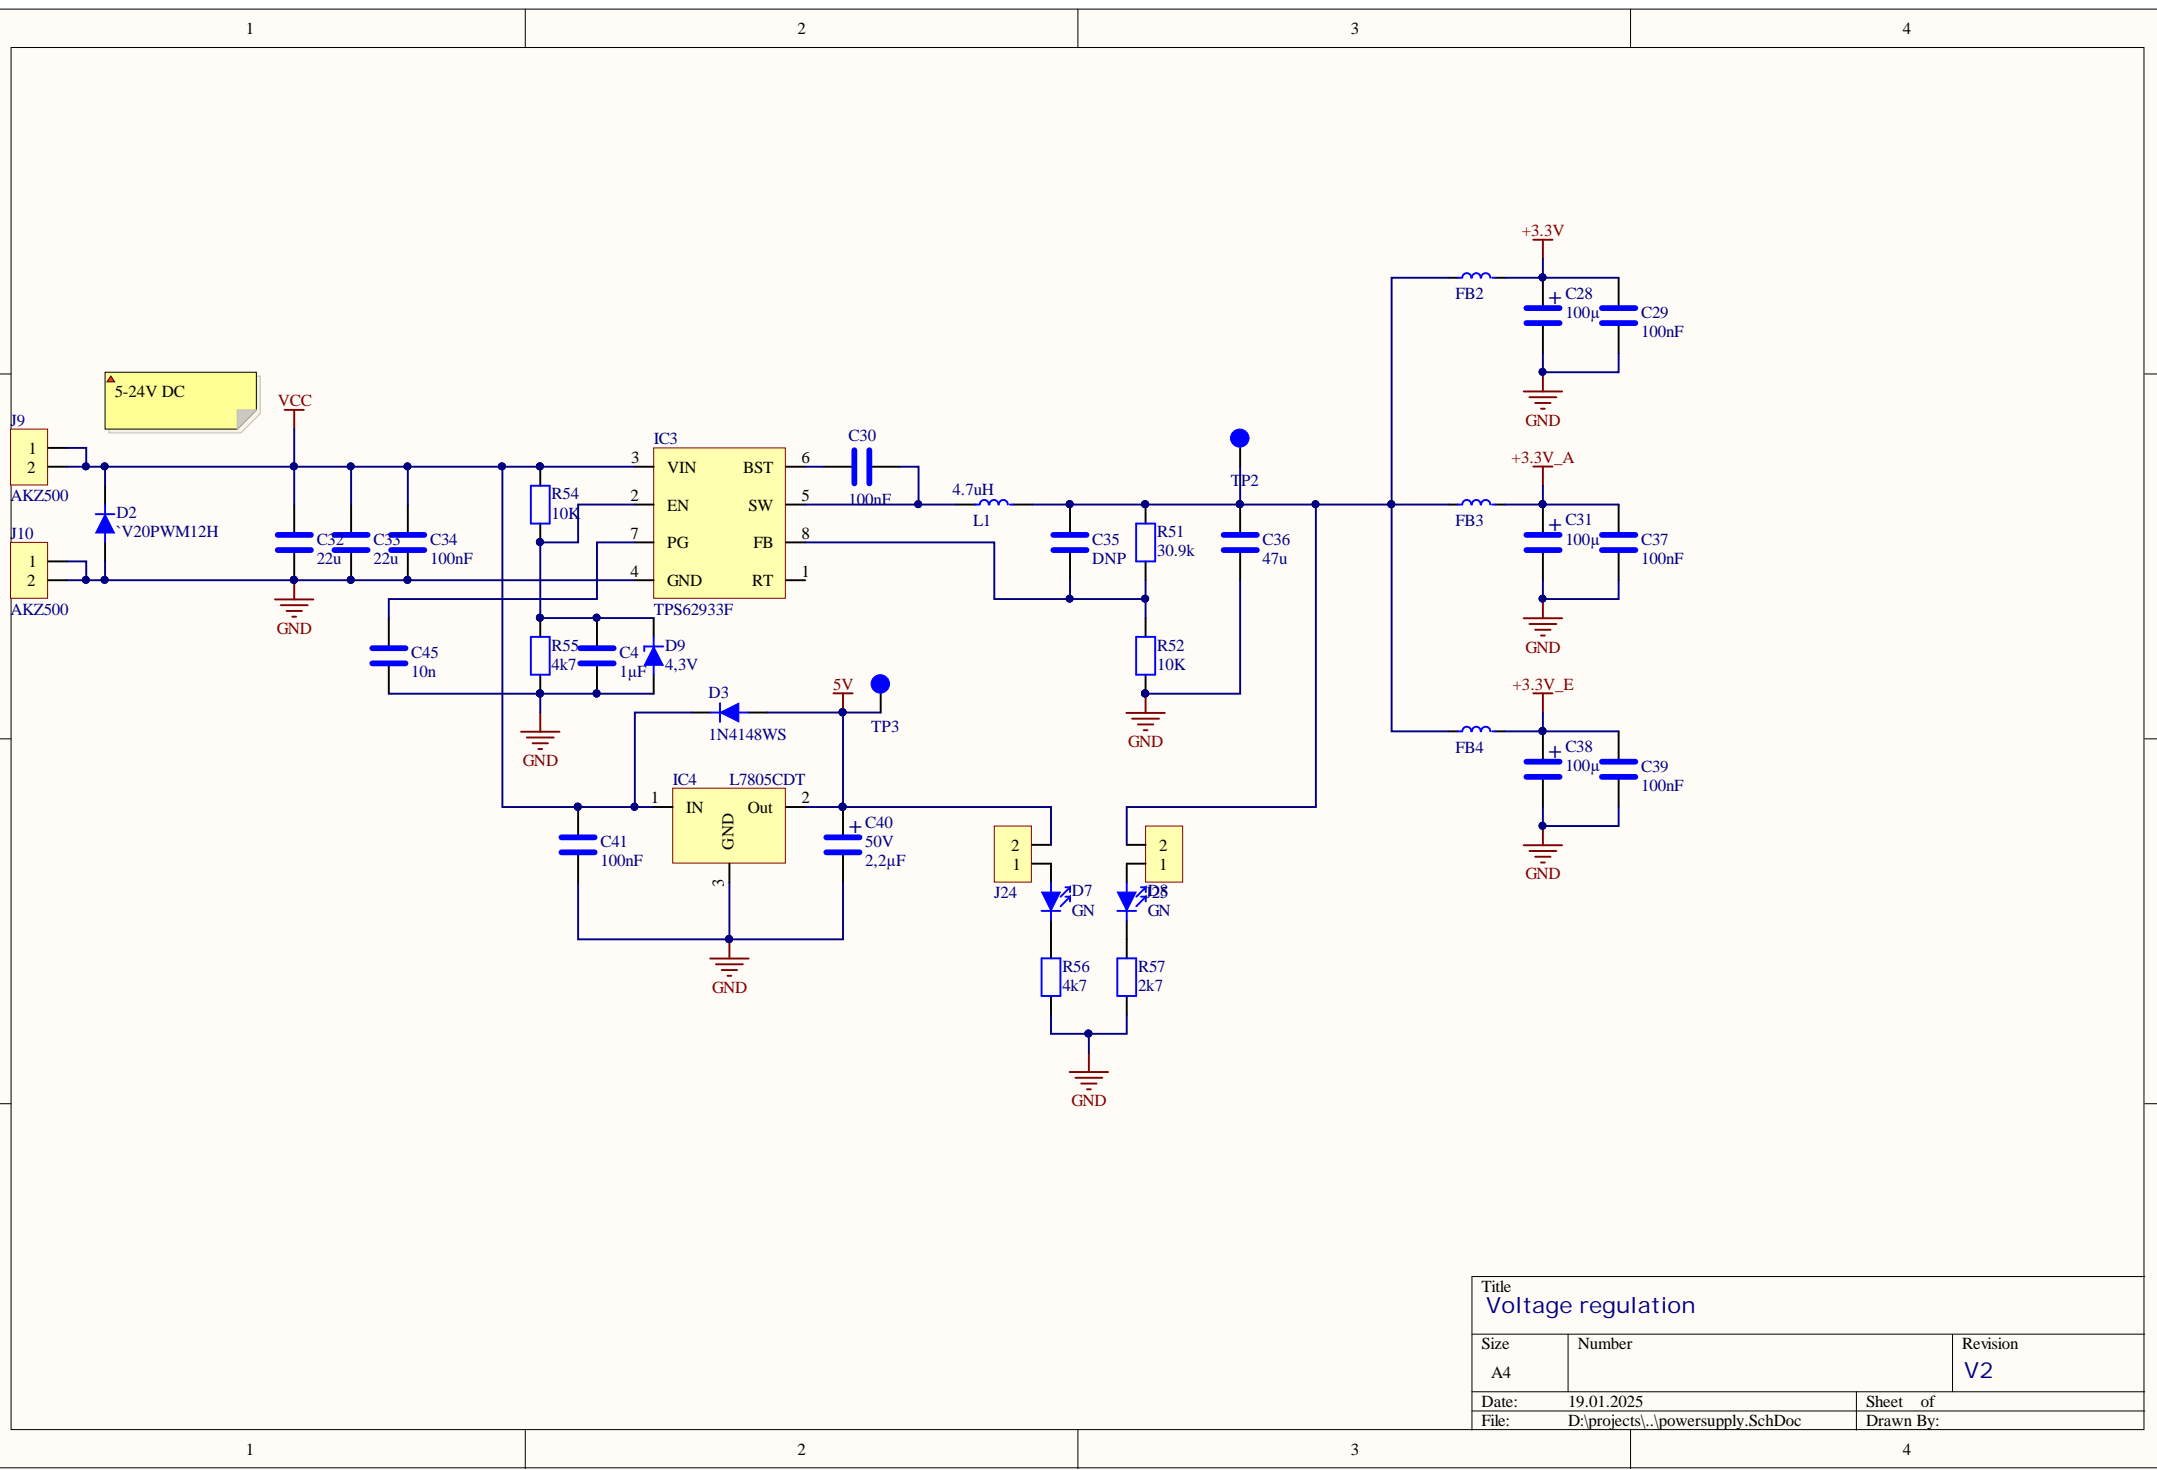 1 2 3 4
5-24V DC
VCC
J9
1
2
AKZ500
J10
1
2
AKZ500
D2
`V20PWM12H
C32
22u
C33
22u
C34
100nF
GND
R54
10K
IC3
3 VIN BST 6
2 EN SW 5
7 PG FB 8
4 GND RT 1
TPS62933F
C30
100nF
4.7uH
L1
C35
DNP
R51
30.9k
TP2
C36
47u
R52
10K
GND
C45
10n
R55
4k7
C4
1µF
D9
4,3V
GND
D3
1N4148WS
5V
TP3
IC4 L7805CDT
1 IN Out 2
GND
3
C41
100nF
C40
50V
2,2µF
GND
2
1
J24
D7
GN
2
1
J25
D8
GN
R56
4k7
R57
2k7
GND
+3.3V
FB2
C28
100µ
C29
100nF
GND
+3.3V_A
FB3
C31
100µ
C37
100nF
GND
+3.3V_E
FB4
C38
100µ
C39
100nF
GND
Title
Voltage regulation
Size Number Revision
A4 V2
Date: 19.01.2025 Sheet of
File: D:\projects\..\powersupply.SchDoc Drawn By:
1 2 3 4